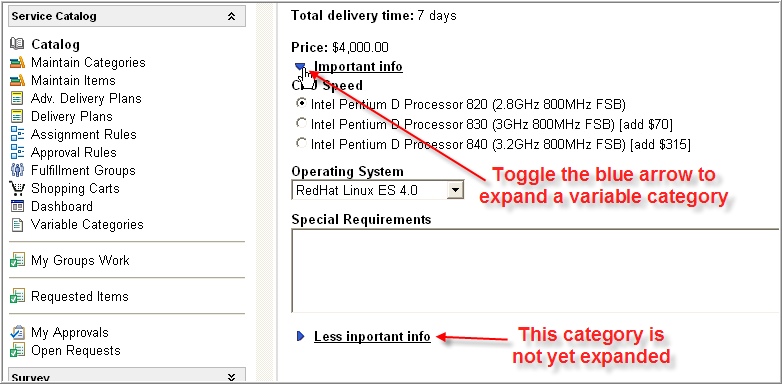 Service Catalog
Catalog
Maintain Categories
Maintain Items
Adv. Delivery Plans
Delivery Plans
Assignment Rules
Approval Rules
Fulfillment Groups
Shopping Carts
Dashboard
Variable Categories
My Groups Work
Requested Items
My Approvals
Open Requests
Survey
Total delivery time: 7 days
Price: $4,000.00
Important info
Speed
Intel Pentium D Processor 820 (2.8GHz 800MHz FSB)
Intel Pentium D Processor 830 (3GHz 800MHz FSB) [add $70]
Intel Pentium D Processor 840 (3.2GHz 800MHz FSB) [add $315]
Operating System
RedHat Linux ES 4.0
Toggle the blue arrow to
expand a variable category
Special Requirements
Less inportant info
This category is
not yet expanded